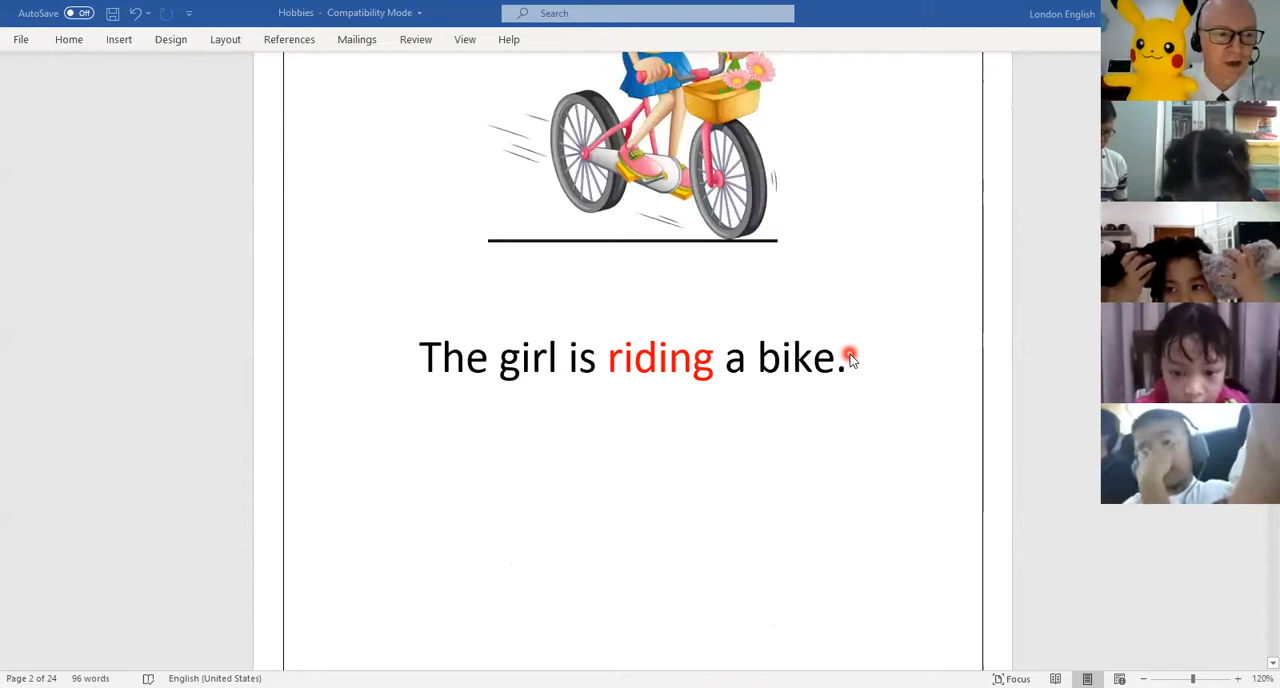 AutoSave Off Hobbies - Compatibility Mode Search London English
File Home Insert Design Layout References Mailings Review View Help
The girl is riding a bike.
Page 2 of 24 96 words English (United States) Focus 120%